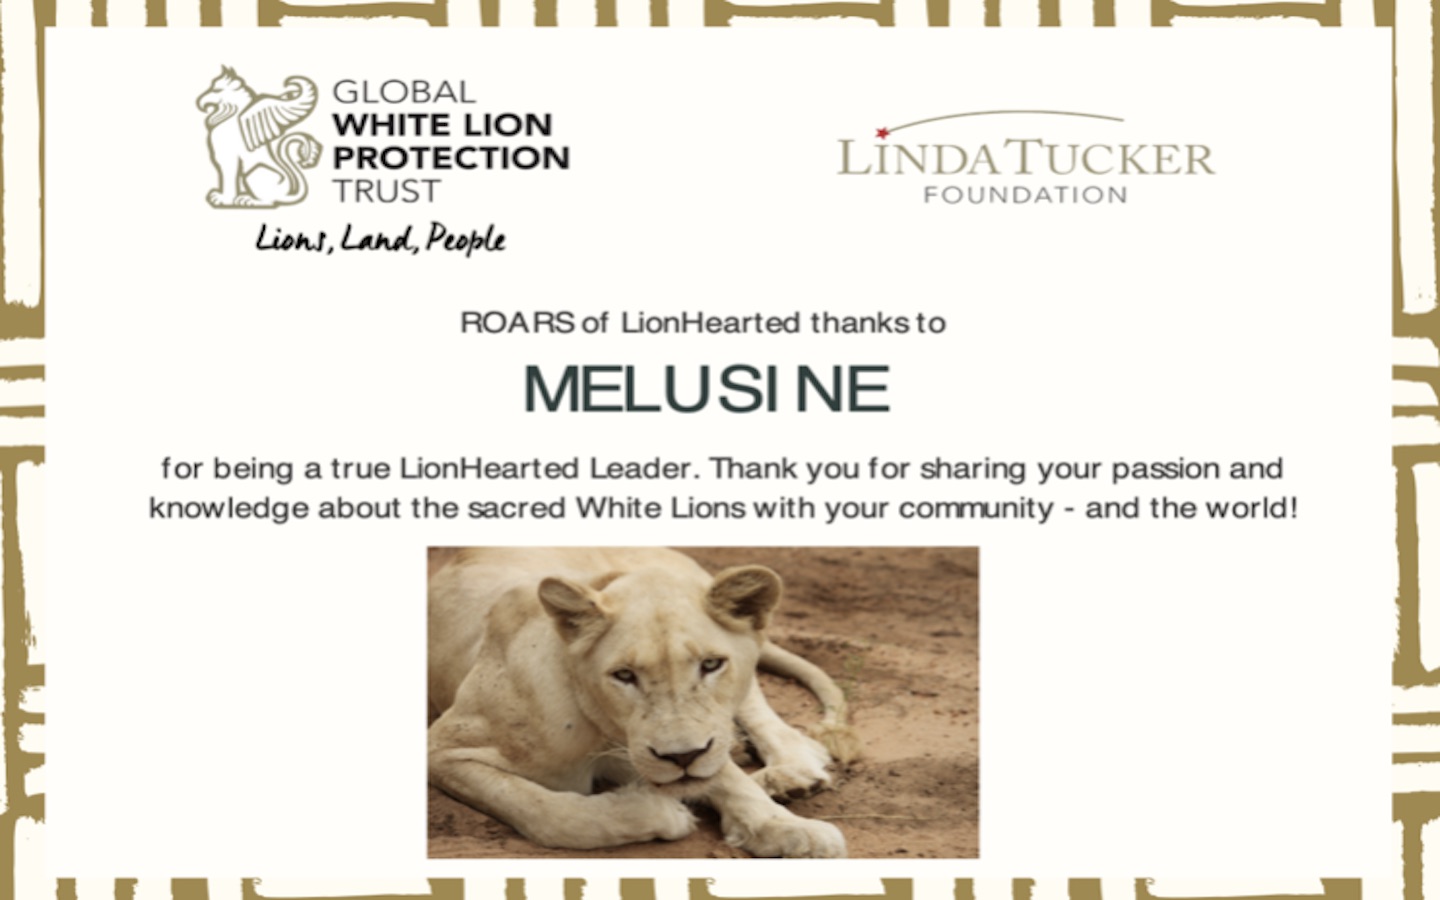 GLOBAL
WHITE LION
PROTECTION
TRUST
Lions, Land, People
LINDA TUCKER
FOUNDATION
ROARS of LionHearted thanks to
MELUSINE
for being a true LionHearted Leader. Thank you for sharing your passion and
knowledge about the sacred White Lions with your community - and the world!